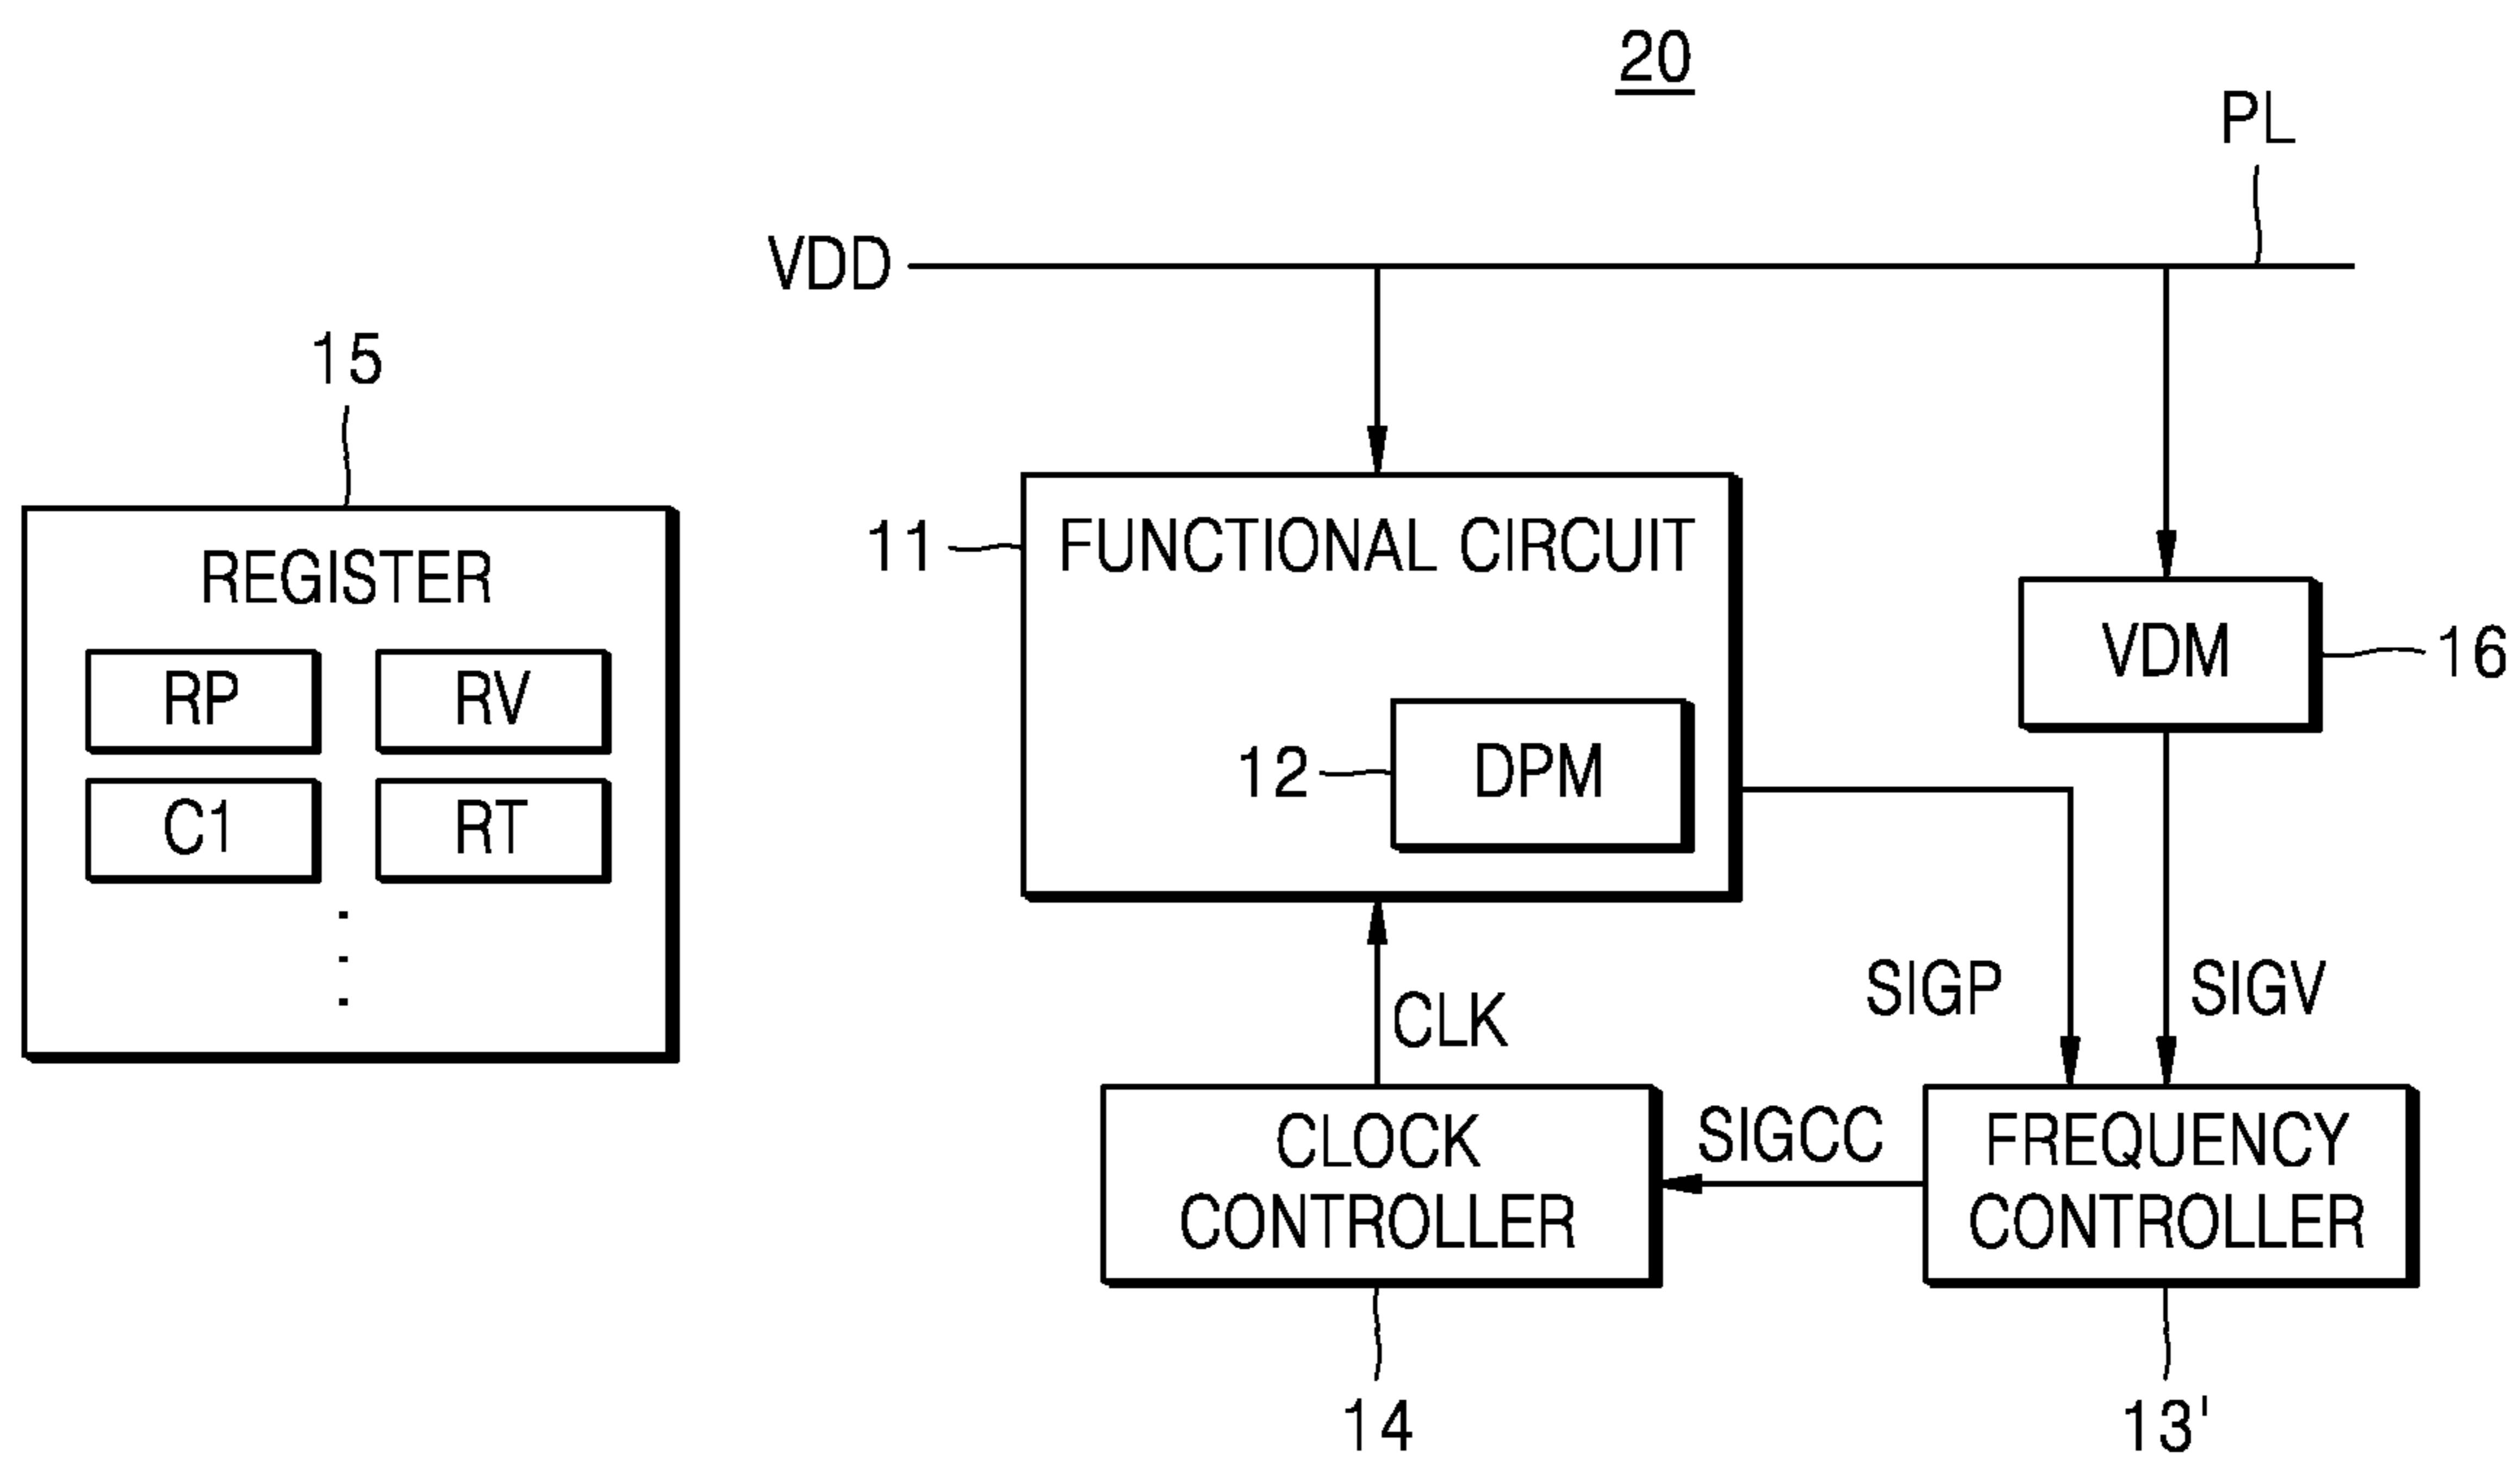 20
PL
VDD
15
REGISTER
RP
RV
C1
RT
11
FUNCTIONAL CIRCUIT
12
DPM
VDM
16
CLK
SIGP
SIGV
CLOCK
CONTROLLER
SIGCC
FREQUENCY
CONTROLLER
14
13'